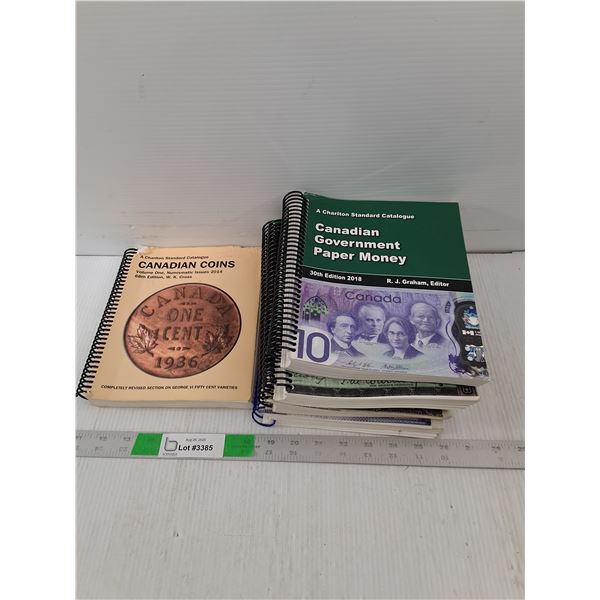 A Charlton Standard Catalogue
CANADIAN COINS
Volume One, Numismatic Issues 2014
68th Edition, W. K. Cross
CANADA
ONE
CENT
1936
COMPLETELY REVISED SECTION ON GEORGE VI FIFTY CENT VARIETIES
A Charlton Standard Catalogue
Canadian
Government
Paper Money
30th Edition 2018 R. J. Graham, Editor
Canada
10
Lot #3385